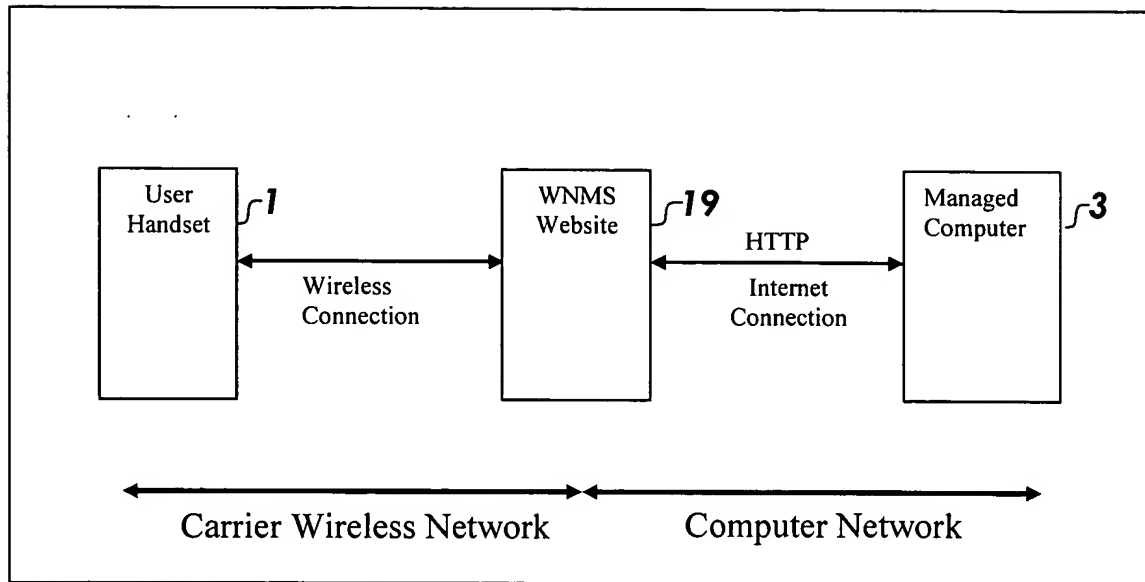 User
Handset
1
WNMS
Website
19
Managed
Computer
3
Wireless
Connection
HTTP
Internet
Connection
Carrier Wireless Network
Computer Network